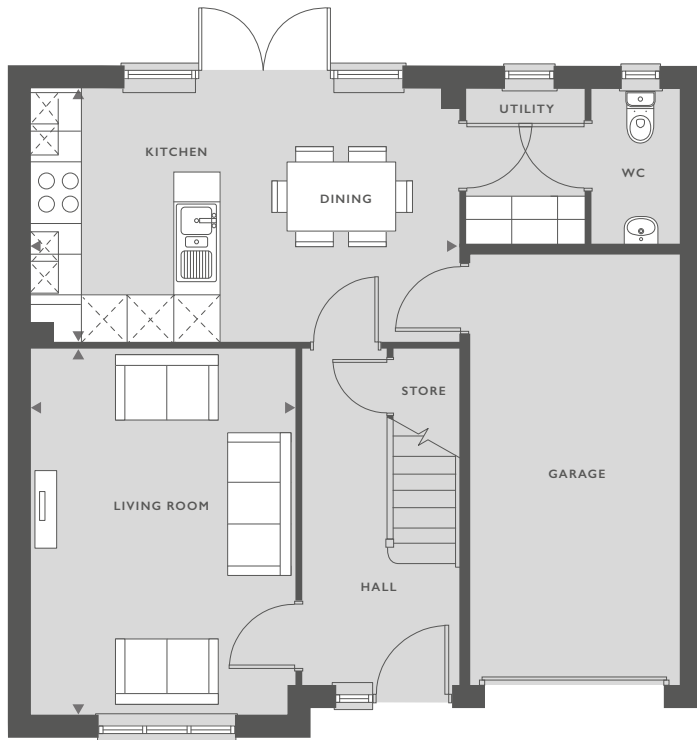 UTILITY
KITCHEN
WC
DINING
STORE
GARAGE
LIVING ROOM
HALL